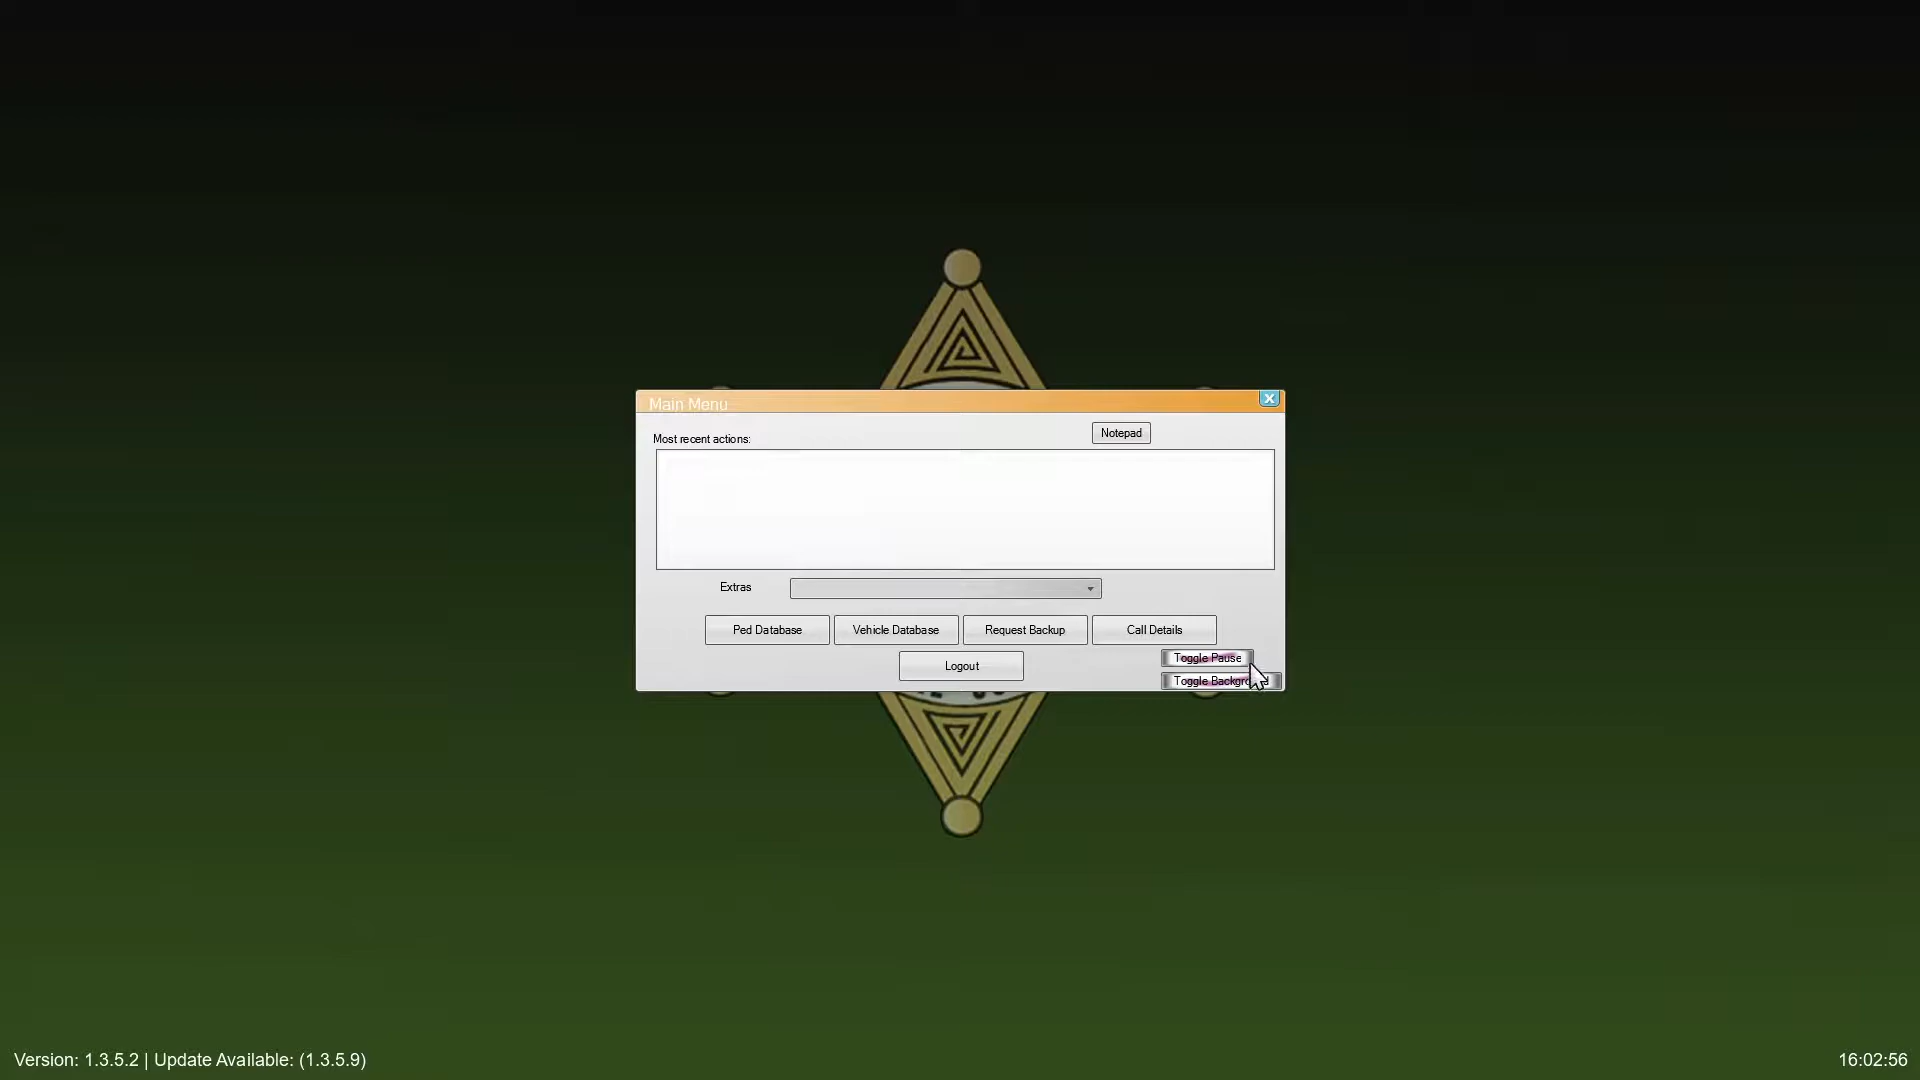 Main Menu
Notepad
Most recent actions:
Extras
Ped Database
Vehicle Database
Request Backup
Call Details
Logout
Toggle Pause
Toggle
Version: 1.3.5.2 | Update Available: (1.3.5.9)
16:02:56